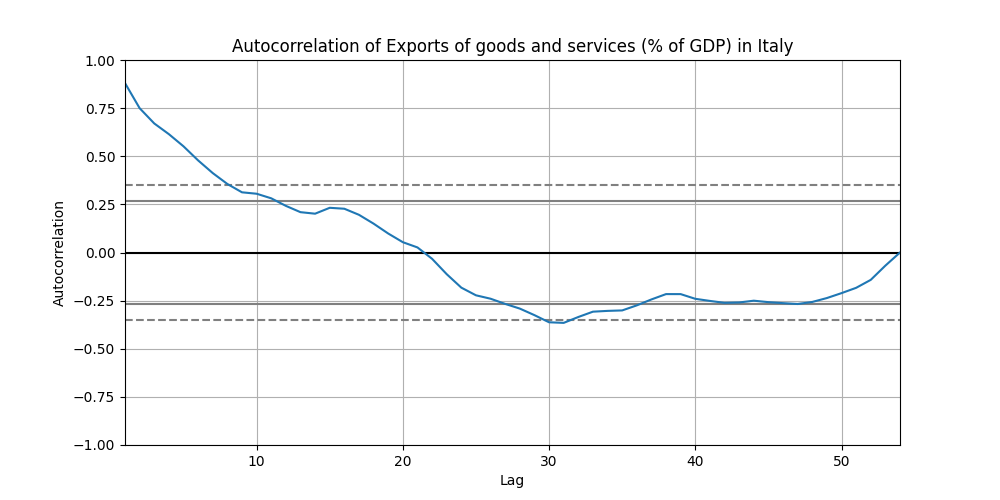 Autocorrelation of Exports of goods and services (% of GDP) in Italy
1.00
0.75
0.50
0.25
0.00
−0.25
−0.50
−0.75
−1.00
Autocorrelation
10 20 30 40 50
Lag